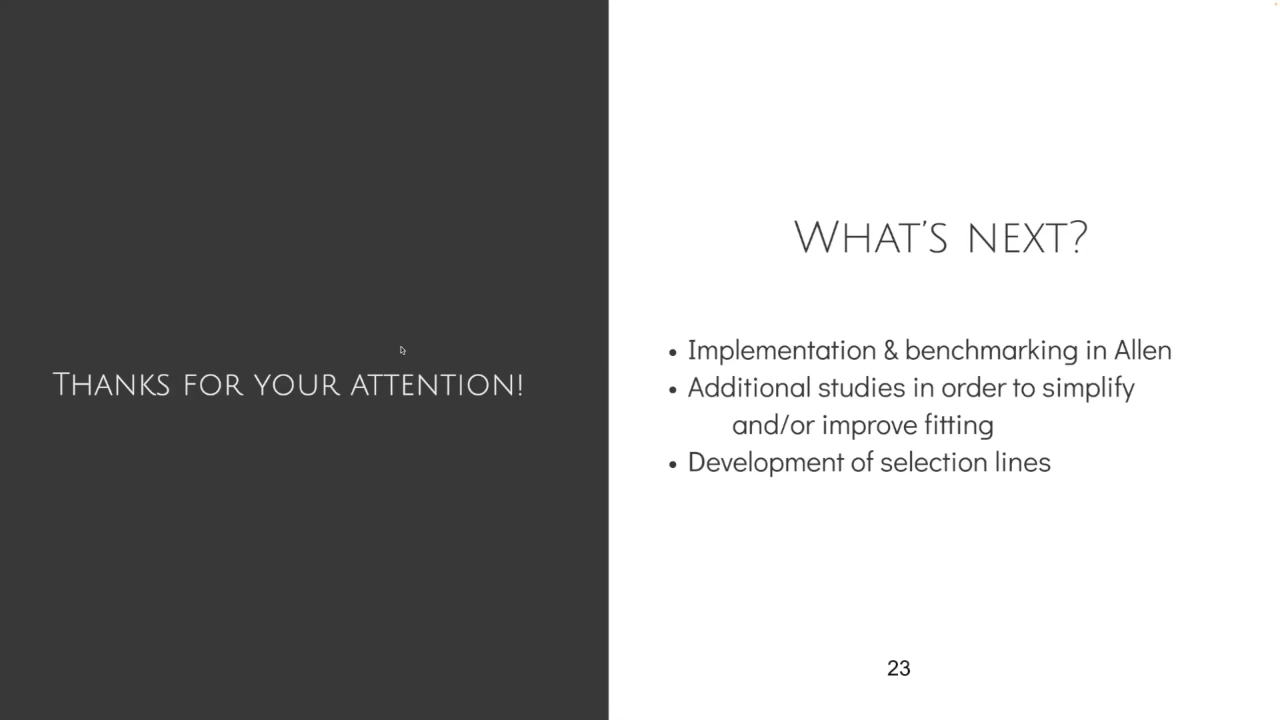 Thanks for your attention!
What's next?
• Implementation & benchmarking in Allen
• Additional studies in order to simplify
and/or improve fitting
• Development of selection lines
23